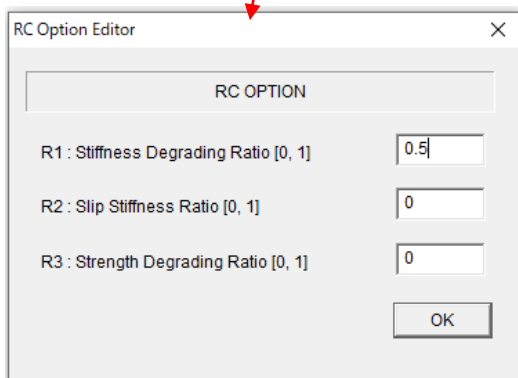 RC Option Editor
RC OPTION
R1 : Stiffness Degrading Ratio [0, 1] 0.5
R2 : Slip Stiffness Ratio [0, 1] 0
R3 : Strength Degrading Ratio [0, 1] 0
OK